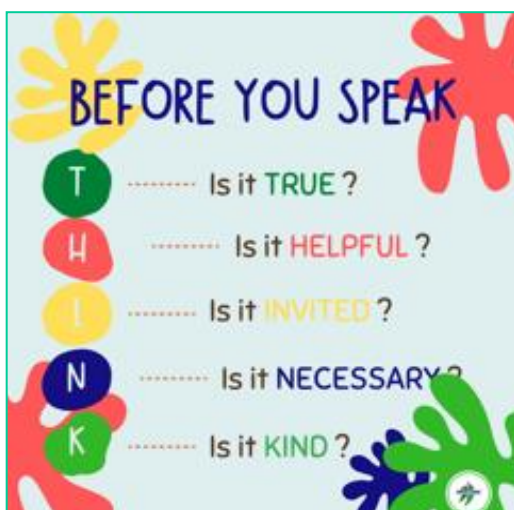 BEFORE YOU SPEAK
T -------- Is it TRUE ?
H -------- Is it HELPFUL ?
I -------- Is it INVITED ?
N -------- Is it NECESSARY ?
K -------- Is it KIND ?